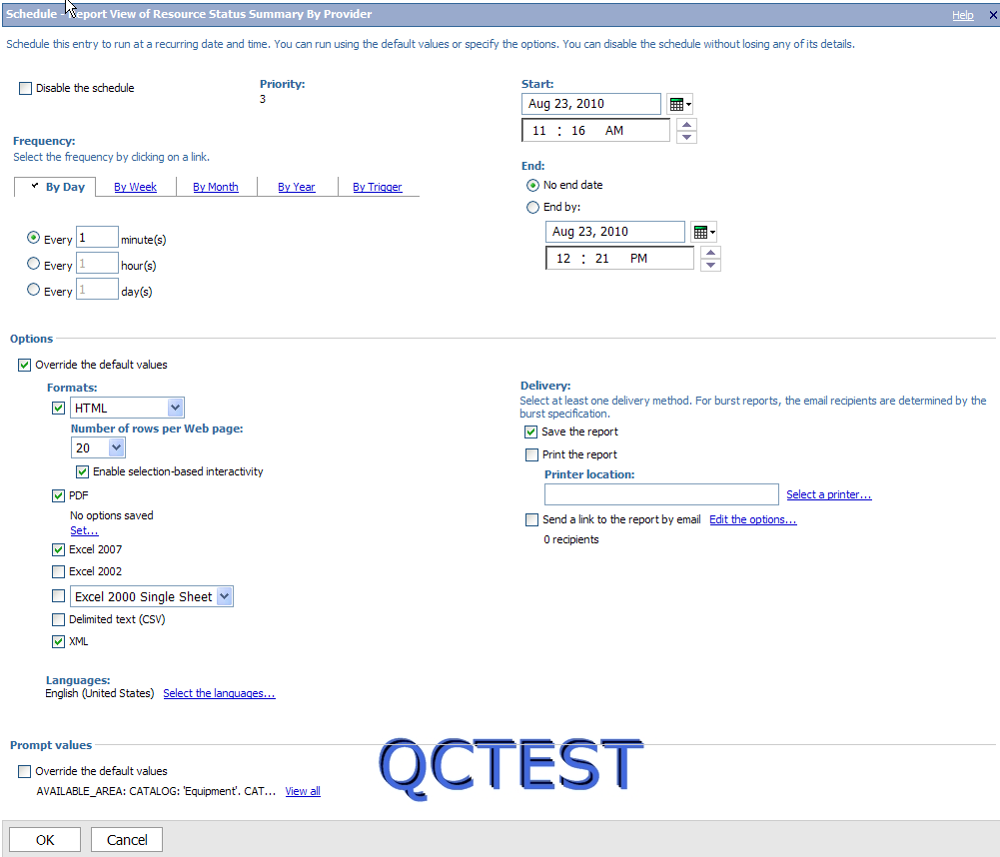 Schedule - Report View of Resource Status Summary By Provider
Help
Schedule this entry to run at a recurring date and time. You can run using the default values or specify the options. You can disable the schedule without losing any of its details.
Disable the schedule
Priority:
3
Start:
Aug 23, 2010
11 : 16 AM
Frequency:
Select the frequency by clicking on a link.
By Day
By Week
By Month
By Year
By Trigger
Every 1 minute(s)
Every 1 hour(s)
Every 1 day(s)
End:
No end date
End by:
Aug 23, 2010
12 : 21 PM
Options
Override the default values
Formats:
HTML
Number of rows per Web page:
20
Enable selection-based interactivity
PDF
No options saved
Set...
Excel 2007
Excel 2002
Excel 2000 Single Sheet
Delimited text (CSV)
XML
Languages:
English (United States) Select the languages...
Delivery:
Select at least one delivery method. For burst reports, the email recipients are determined by the
burst specification.
Save the report
Print the report
Printer location:
Select a printer...
Send a link to the report by email Edit the options...
0 recipients
Prompt values
Override the default values
AVAILABLE_AREA: CATALOG: 'Equipment'. CAT... View all
QCTEST
OK
Cancel